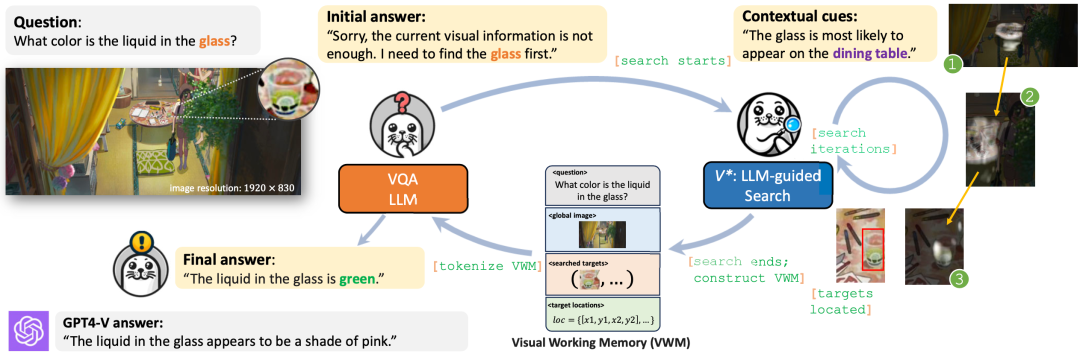 Question:
What color is the liquid in the glass?
image resolution: 1920 × 830
Initial answer:
“Sorry, the current visual information is not
enough. I need to find the glass first.”
[search starts]
Contextual cues:
“The glass is most likely to
appear on the dining table.”
1
2
3
[search
iterations]
VQA
LLM
V*: LLM-guided
Search
<question>
What color is the liquid
in the glass?
<global image>
<searched targets>
( , ...)
<target locations>
loc = {[x1, y1, x2, y2], ... }
Visual Working Memory (VWM)
[search ends;
construct VWM]
[targets
located]
[tokenize VWM]
Final answer:
“The liquid in the glass is green.”
GPT4-V answer:
“The liquid in the glass appears to be a shade of pink.”